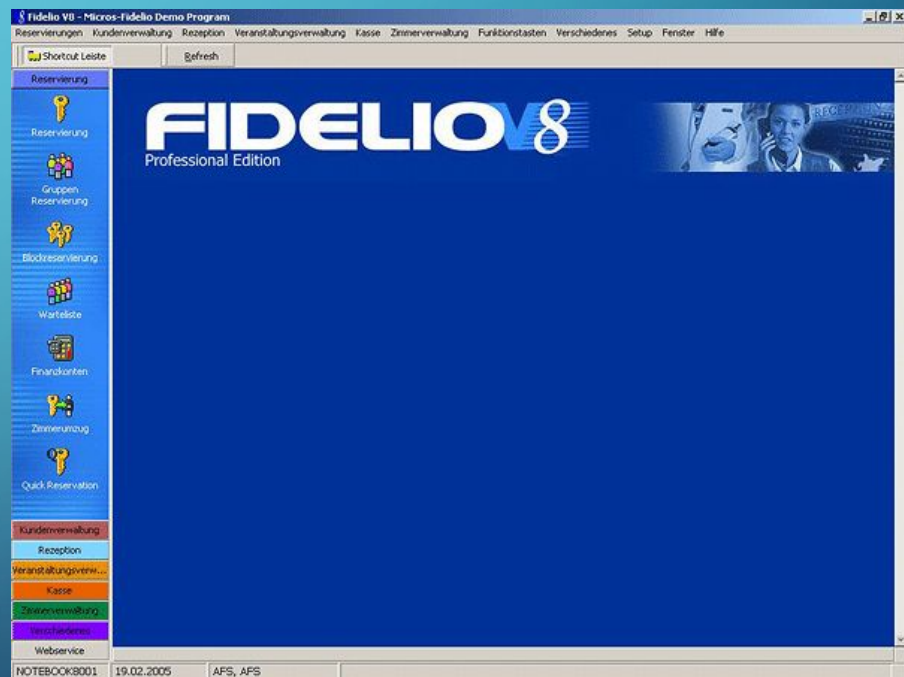 Fidelio V8 - Micros-Fidelio Demo Program
Reservierungen Kundenverwaltung Rezeption Veranstaltungsverwaltung Kasse Zimmerverwaltung Funktionstasten Verschiedenes Setup Fenster Hilfe
Shortcut Leiste Refresh
Reservierung
Reservierung
Gruppen
Reservierung
Blockreservierung
Warteliste
Finanzkonten
Zimmerumzug
Quick Reservation
Kundenverwaltung
Rezeption
Veranstaltungsverw...
Kasse
Zimmerverwaltung
Verschiedenes
Webservice
FIDELIO V8
Professional Edition
RECEPTION
NOTEBOOK8001 19.02.2005 AFS, AFS